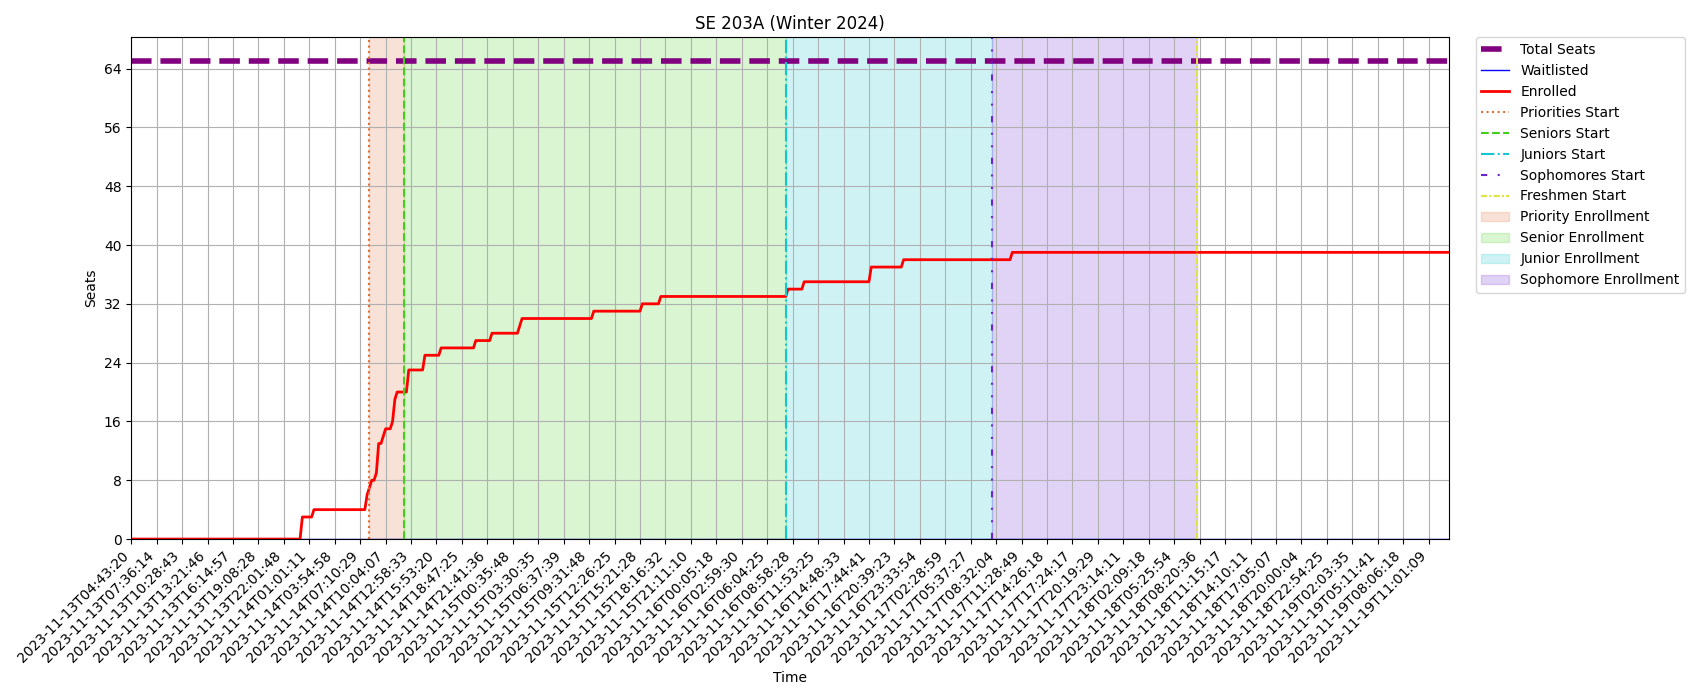 SE 203A (Winter 2024)
Seats
64
56
48
40
32
24
16
8
0
2023-11-13T04:43:20
2023-11-13T07:36:14
2023-11-13T10:28:43
2023-11-13T13:21:46
2023-11-13T16:14:57
2023-11-13T19:08:28
2023-11-13T22:01:48
2023-11-14T01:01:11
2023-11-14T03:54:58
2023-11-14T07:10:29
2023-11-14T10:04:07
2023-11-14T12:58:33
2023-11-14T15:53:20
2023-11-14T18:47:25
2023-11-14T21:41:36
2023-11-15T00:35:48
2023-11-15T03:30:35
2023-11-15T06:37:39
2023-11-15T09:31:48
2023-11-15T12:26:25
2023-11-15T15:21:28
2023-11-15T18:16:32
2023-11-15T21:11:10
2023-11-16T00:05:18
2023-11-16T02:59:30
2023-11-16T06:04:25
2023-11-16T08:58:28
2023-11-16T11:53:25
2023-11-16T14:48:33
2023-11-16T17:44:41
2023-11-16T20:39:23
2023-11-16T23:33:54
2023-11-17T02:28:59
2023-11-17T05:37:27
2023-11-17T08:32:04
2023-11-17T11:28:49
2023-11-17T14:26:18
2023-11-17T17:24:17
2023-11-17T20:19:29
2023-11-17T23:14:11
2023-11-18T02:09:18
2023-11-18T05:25:54
2023-11-18T08:20:36
2023-11-18T11:15:17
2023-11-18T14:10:11
2023-11-18T17:05:07
2023-11-18T20:00:04
2023-11-18T22:54:25
2023-11-19T02:03:35
2023-11-19T05:11:41
2023-11-19T08:06:18
2023-11-19T11:01:09
Time
Total Seats
Waitlisted
Enrolled
Priorities Start
Seniors Start
Juniors Start
Sophomores Start
Freshmen Start
Priority Enrollment
Senior Enrollment
Junior Enrollment
Sophomore Enrollment